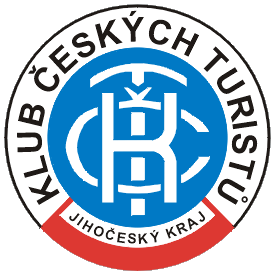 KLUB ČESKÝCH TURISTŮ
KČT
JIHOČESKÝ KRAJ